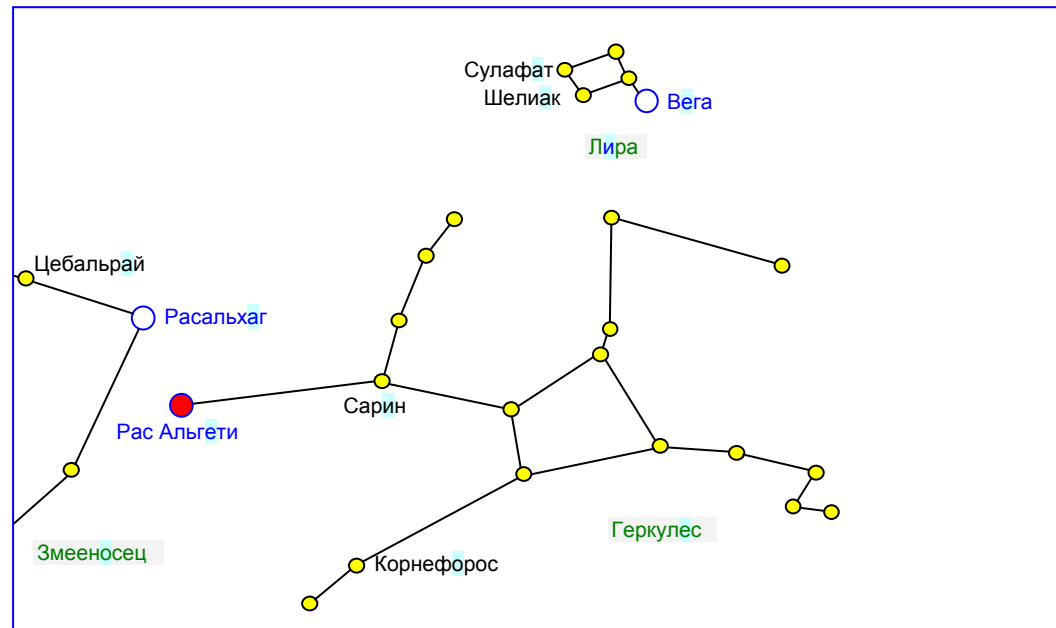 Сулафат
Шелиак
Вега
Лира
Цебальрай
Расальхаг
Сарин
Рас Альгети
Геркулес
Змееносец
Корнефорос